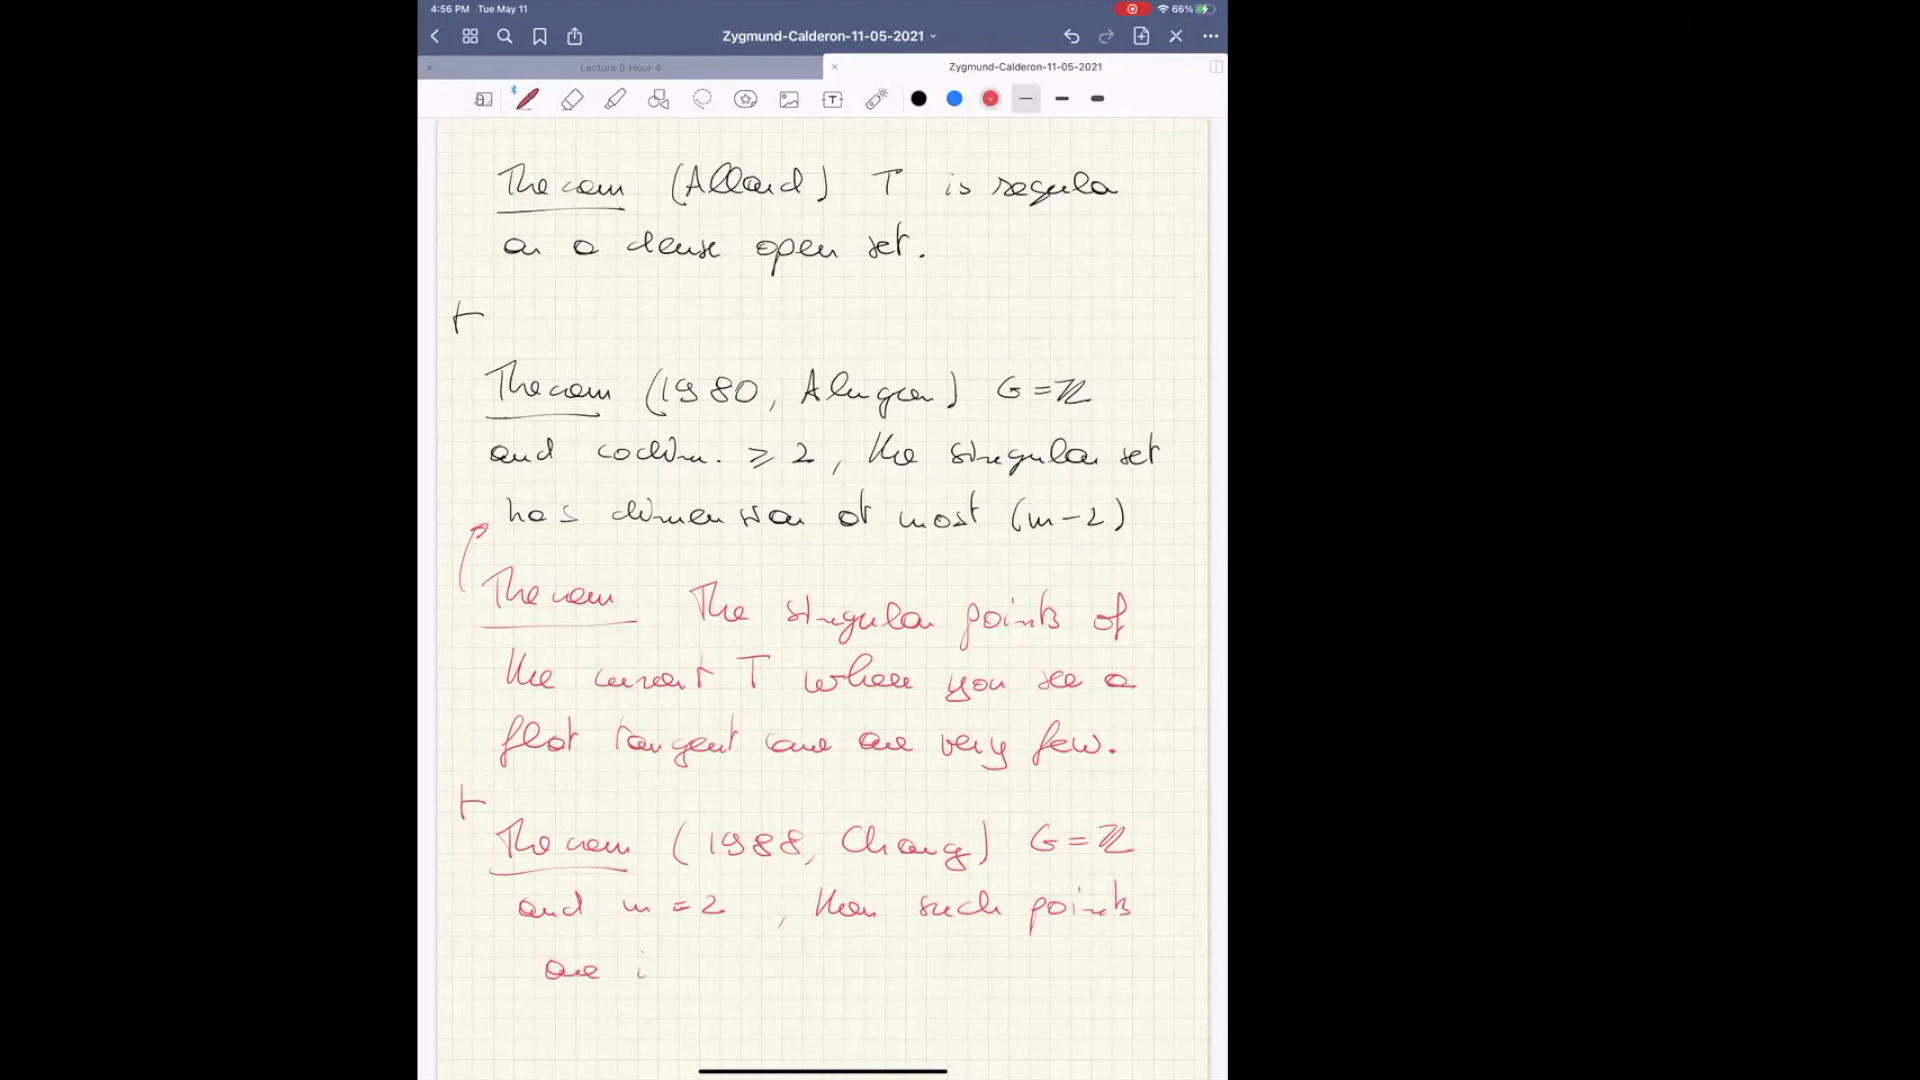 4:56 PM Tue May 11
66%
Zygmund-Calderon-11-05-2021
Lecture 5 Hour 4
Zygmund-Calderon-11-05-2021
Theorem (Allard) T is regular
on a dense open set.
Theorem (1980, Almgren) G = ℤ
and codim. ≥ 2, the singular set
has dimension at most (m-2)
Theorem The singular points of
the current T where you see a
flat tangent cone are very few.
Theorem (1988, Chang) G = ℤ
and m = 2, then such points
are i